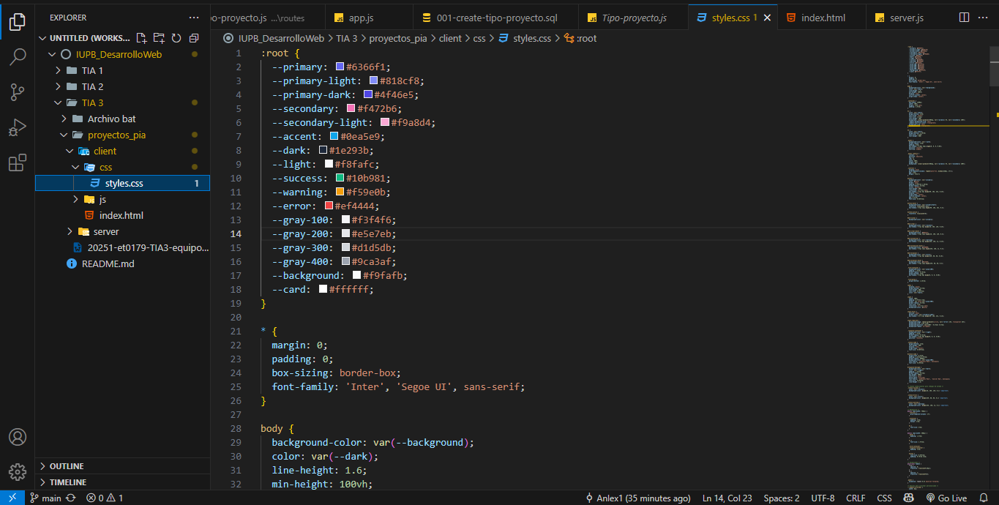 EXPLORER
po-proyecto.js ...\routes
app.js
001-create-tipo-proyecto.sql
Tipo-proyecto.js
styles.css 1
index.html
server.js
UNTITLED (WORKS...
IUPB_DesarrolloWeb > TIA 3 > proyectos_pia > client > css > styles.css > :root
IUPB_DesarrolloWeb
TIA 1
TIA 2
TIA 3
Archivo bat
proyectos_pia
client
css
styles.css 1
js
index.html
server
20251-et0179-TIA3-equipo...
README.md
OUTLINE
TIMELINE
1 :root {
2 --primary: #6366f1;
3 --primary-light: #818cf8;
4 --primary-dark: #4f46e5;
5 --secondary: #f472b6;
6 --secondary-light: #f9a8d4;
7 --accent: #0ea5e9;
8 --dark: #1e293b;
9 --light: #f8fafc;
10 --success: #10b981;
11 --warning: #f59e0b;
12 --error: #ef4444;
13 --gray-100: #f3f4f6;
14 --gray-200: #e5e7eb;
15 --gray-300: #d1d5db;
16 --gray-400: #9ca3af;
17 --background: #f9fafb;
18 --card: #ffffff;
19 }
20
21 * {
22 margin: 0;
23 padding: 0;
24 box-sizing: border-box;
25 font-family: 'Inter', 'Segoe UI', sans-serif;
26 }
27
28 body {
29 background-color: var(--background);
30 color: var(--dark);
31 line-height: 1.6;
32 min-height: 100vh;
main 0 1 Anlex1 (35 minutes ago) Ln 14, Col 23 Spaces: 2 UTF-8 CRLF CSS Go Live